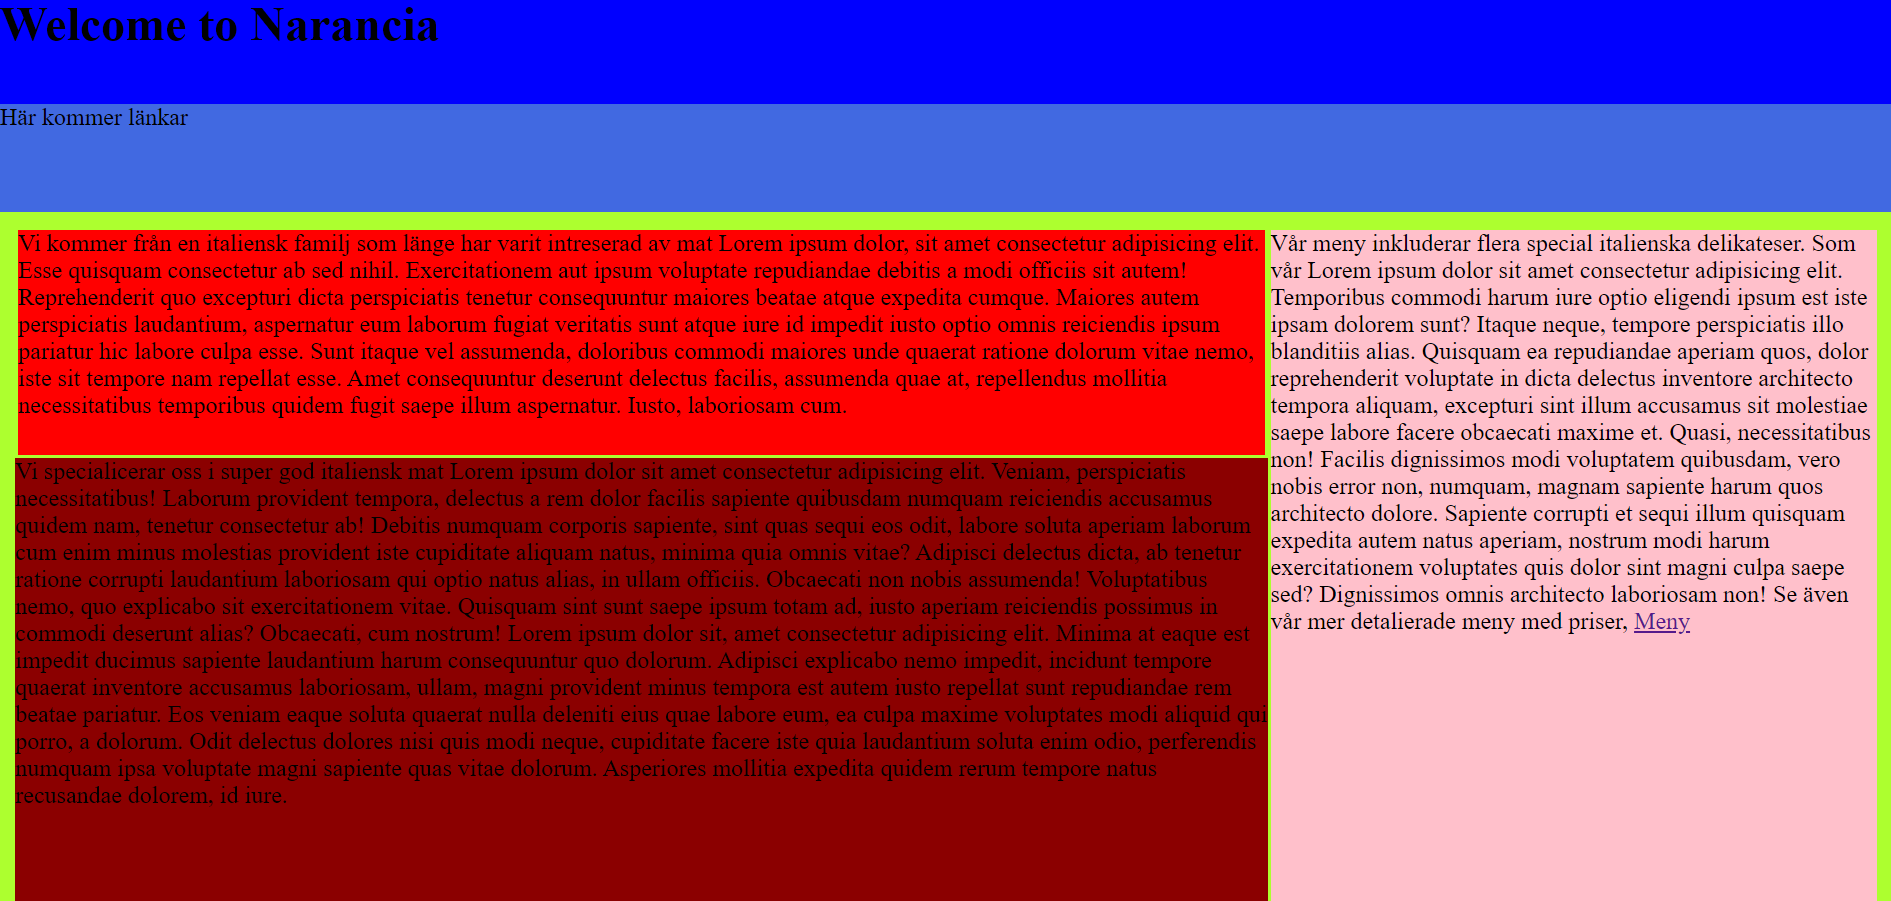 Welcome to Narancia
Här kommer länkar
Vi kommer från en italiensk familj som länge har varit intreserad av mat Lorem ipsum dolor, sit amet consectetur adipisicing elit.
Esse quisquam consectetur ab sed nihil. Exercitationem aut ipsum voluptate repudiandae debitis a modi officiis sit autem!
Reprehenderit quo excepturi dicta perspiciatis tenetur consequuntur maiores beatae atque expedita cumque. Maiores autem
perspiciatis laudantium, aspernatur eum laborum fugiat veritatis sunt atque iure id impedit iusto optio omnis reiciendis ipsum
pariatur hic labore culpa esse. Sunt itaque vel assumenda, doloribus commodi maiores unde quaerat ratione dolorum vitae nemo,
iste sit tempore nam repellat esse. Amet consequuntur deserunt delectus facilis, assumenda quae at, repellendus mollitia
necessitatibus temporibus quidem fugit saepe illum aspernatur. Iusto, laboriosam cum.
Vi specialicerar oss i super god italiensk mat Lorem ipsum dolor sit amet consectetur adipisicing elit. Veniam, perspiciatis
necessitatibus! Laborum provident tempora, delectus a rem dolor facilis sapiente quibusdam numquam reiciendis accusamus
quidem nam, tenetur consectetur ab! Debitis numquam corporis sapiente, sint quas sequi eos odit, labore soluta aperiam laborum
cum enim minus molestias provident iste cupiditate aliquam natus, minima quia omnis vitae? Adipisci delectus dicta, ab tenetur
ratione corrupti laudantium laboriosam qui optio natus alias, in ullam officiis. Obcaecati non nobis assumenda! Voluptatibus
nemo, quo explicabo sit exercitationem vitae. Quisquam sint sunt saepe ipsum totam ad, iusto aperiam reiciendis possimus in
commodi deserunt alias? Obcaecati, cum nostrum! Lorem ipsum dolor sit, amet consectetur adipisicing elit. Minima at eaque est
impedit ducimus sapiente laudantium harum consequuntur quo dolorum. Adipisci explicabo nemo impedit, incidunt tempore
quaerat inventore accusamus laboriosam, ullam, magni provident minus tempora est autem iusto repellat sunt repudiandae rem
beatae pariatur. Eos veniam eaque soluta quaerat nulla deleniti eius quae labore eum, ea culpa maxime voluptates modi aliquid qui
porro, a dolorum. Odit delectus dolores nisi quis modi neque, cupiditate facere iste quia laudantium soluta enim odio, perferendis
numquam ipsa voluptate magni sapiente quas vitae dolorum. Asperiores mollitia expedita quidem rerum tempore natus
recusandae dolorem, id iure.
Vår meny inkluderar flera special italienska delikateser. Som
vår Lorem ipsum dolor sit amet consectetur adipisicing elit.
Temporibus commodi harum iure optio eligendi ipsum est iste
ipsam dolorem sunt? Itaque neque, tempore perspiciatis illo
blanditiis alias. Quisquam ea repudiandae aperiam quos, dolor
reprehenderit voluptate in dicta delectus inventore architecto
tempora aliquam, excepturi sint illum accusamus sit molestiae
saepe labore facere obcaecati maxime et. Quasi, necessitatibus
non! Facilis dignissimos modi voluptatem quibusdam, vero
nobis error non, numquam, magnam sapiente harum quos
architecto dolore. Sapiente corrupti et sequi illum quisquam
expedita autem natus aperiam, nostrum modi harum
exercitationem voluptates quis dolor sint magni culpa saepe
sed? Dignissimos omnis architecto laboriosam non! Se även
vår mer detalierade meny med priser, Meny